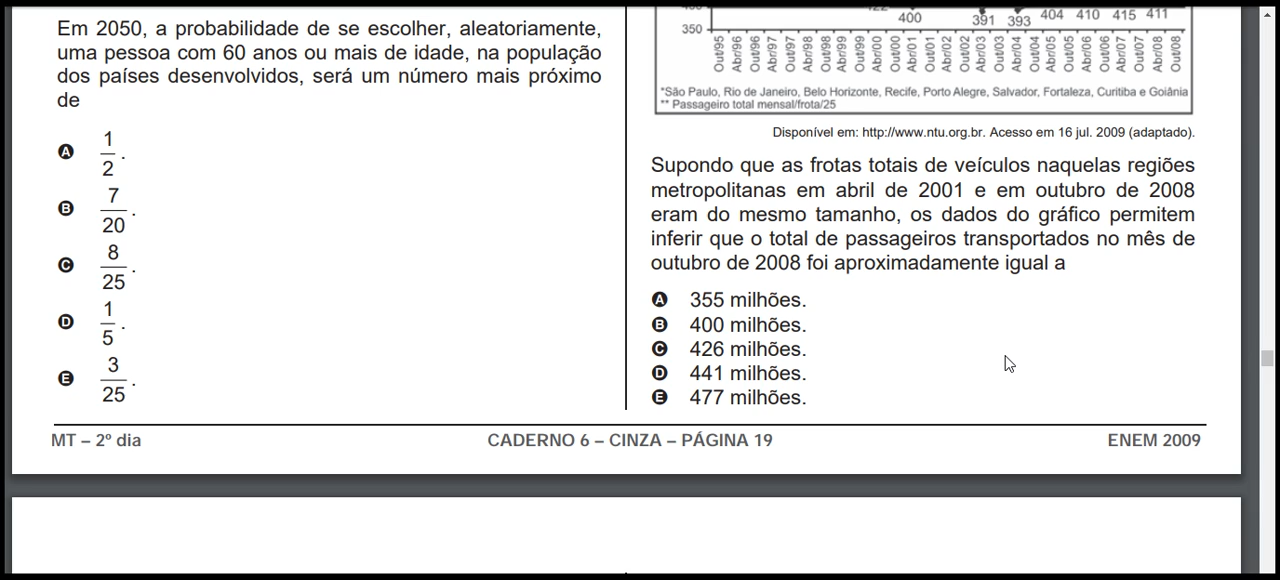 Em 2050, a probabilidade de se escolher, aleatoriamente,
uma pessoa com 60 anos ou mais de idade, na população
dos países desenvolvidos, será um número mais próximo
de
A 1/2.
B 7/20.
C 8/25.
D 1/5.
E 3/25.
400 391 393 404 410 415 411
350
Out/95 Abr/96 Out/96 Abr/97 Out/97 Abr/98 Out/98 Abr/99 Out/99 Abr/00 Out/00 Abr/01 Out/01 Abr/02 Out/02 Abr/03 Out/03 Abr/04 Out/04 Abr/05 Out/05 Abr/06 Out/06 Abr/07 Out/07 Abr/08 Out/08
*São Paulo, Rio de Janeiro, Belo Horizonte, Recife, Porto Alegre, Salvador, Fortaleza, Curitiba e Goiânia
** Passageiro total mensal/frota/25
Disponível em: http://www.ntu.org.br. Acesso em 16 jul. 2009 (adaptado).
Supondo que as frotas totais de veículos naquelas regiões
metropolitanas em abril de 2001 e em outubro de 2008
eram do mesmo tamanho, os dados do gráfico permitem
inferir que o total de passageiros transportados no mês de
outubro de 2008 foi aproximadamente igual a
A 355 milhões.
B 400 milhões.
C 426 milhões.
D 441 milhões.
E 477 milhões.
MT – 2º dia
CADERNO 6 – CINZA – PÁGINA 19
ENEM 2009